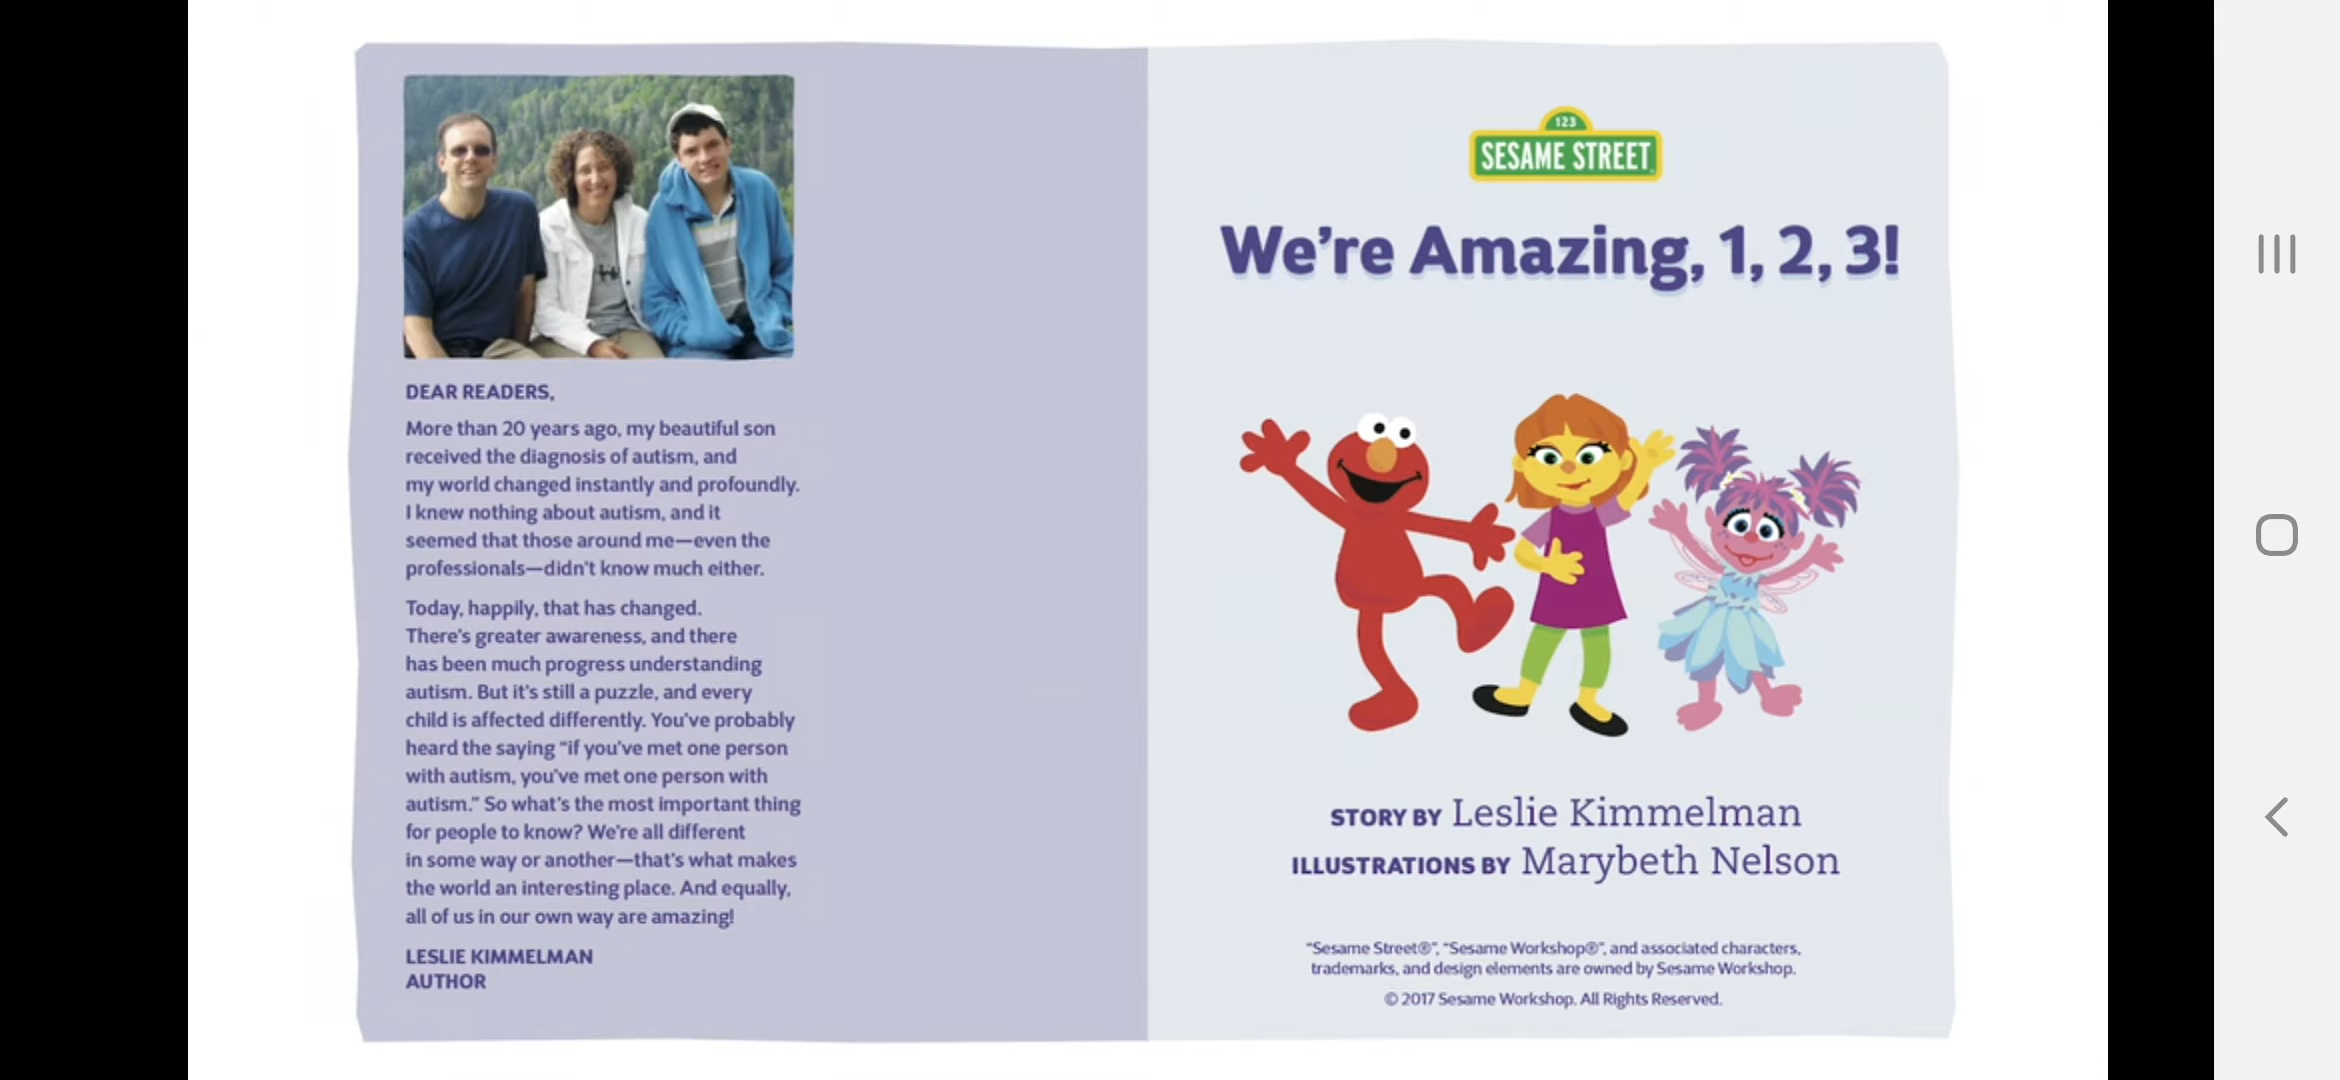 DEAR READERS,
More than 20 years ago, my beautiful son
received the diagnosis of autism, and
my world changed instantly and profoundly.
I knew nothing about autism, and it
seemed that those around me—even the
professionals—didn't know much either.
Today, happily, that has changed.
There's greater awareness, and there
has been much progress understanding
autism. But it's still a puzzle, and every
child is affected differently. You've probably
heard the saying “if you've met one person
with autism, you've met one person with
autism.” So what's the most important thing
for people to know? We're all different
in some way or another—that's what makes
the world an interesting place. And equally,
all of us in our own way are amazing!
LESLIE KIMMELMAN
AUTHOR
123
SESAME STREET
We're Amazing, 1, 2, 3!
STORY BY Leslie Kimmelman
ILLUSTRATIONS BY Marybeth Nelson
“Sesame Street®”, “Sesame Workshop®”, and associated characters,
trademarks, and design elements are owned by Sesame Workshop.
© 2017 Sesame Workshop. All Rights Reserved.